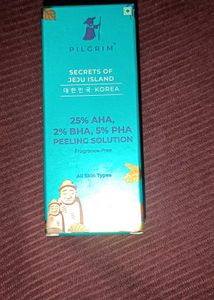 PILGRIM
SECRETS OF
JEJU ISLAND
대한민국 KOREA
25% AHA,
2% BHA, 5% PHA
PEELING SOLUTION
Fragrance-Free
All Skin Types